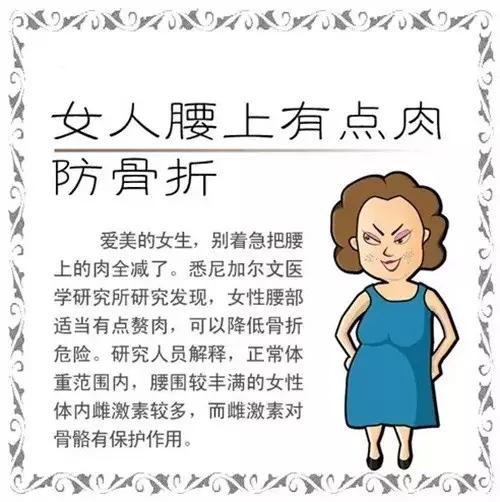 女人腰上有点肉
防骨折
爱美的女生，别着急把腰
上的肉全减了。悉尼加尔文医
学研究所研究发现，女性腰部
适当有点赘肉，可以降低骨折
危险。研究人员解释，正常体
重范围内，腰围较丰满的女性
体内雌激素较多，而雌激素对
骨骼有保护作用。